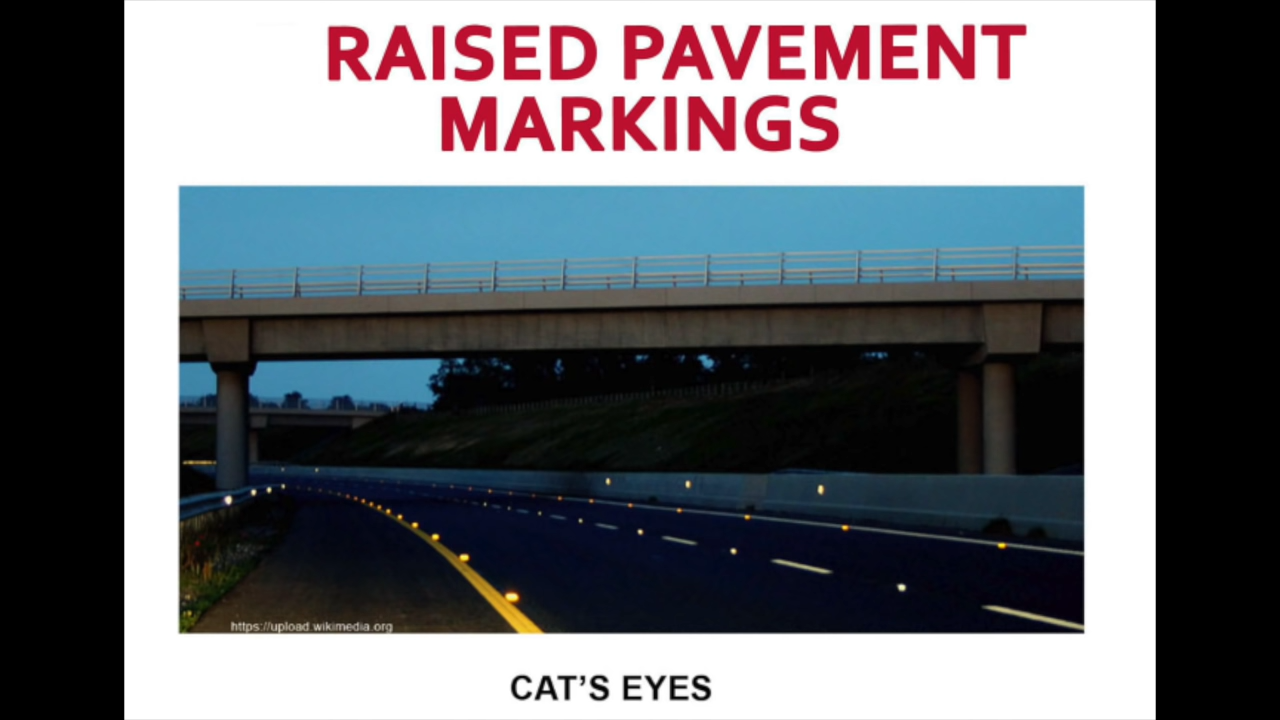 RAISED PAVEMENT
MARKINGS
https://upload.wikimedia.org
CAT’S EYES